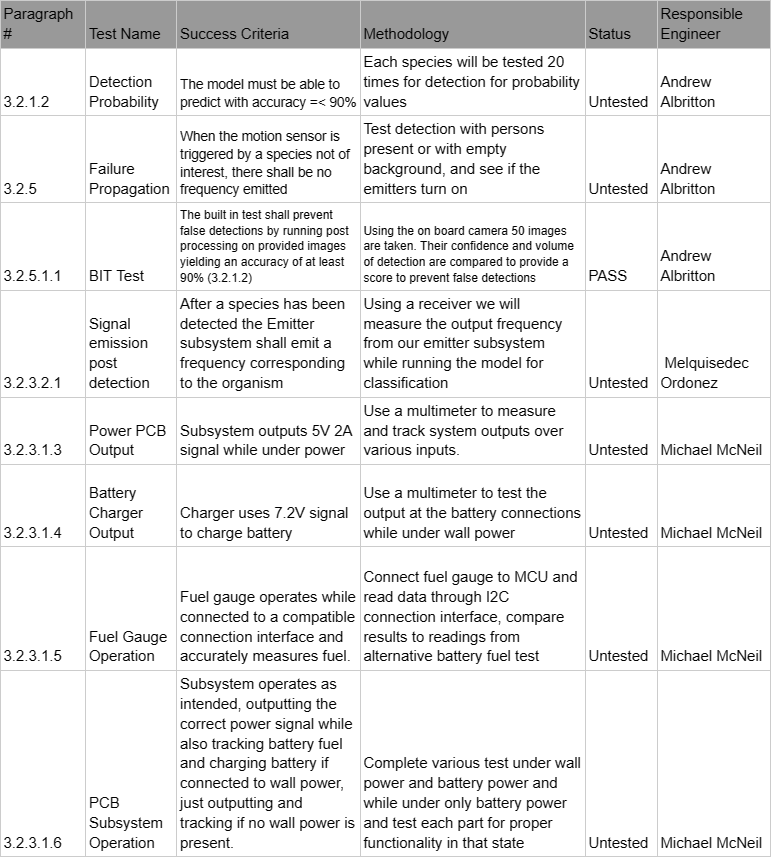 Paragraph # | Test Name | Success Criteria | Methodology | Status | Responsible Engineer
3.2.1.2
Detection
Probability
The model must be able to
predict with accuracy =< 90%
Each species will be tested 20
times for detection for probability
values
Untested
Andrew
Albritton
3.2.5
Failure
Propagation
When the motion sensor is
triggered by a species not of
interest, there shall be no
frequency emitted
Test detection with persons
present or with empty
background, and see if the
emitters turn on
Untested
Andrew
Albritton
3.2.5.1.1
BIT Test
The built in test shall prevent
false detections by running post
processing on provided images
yielding an accuracy of at least
90% (3.2.1.2)
Using the on board camera 50 images
are taken. Their confidence and volume
of detection are compared to provide a
score to prevent false detections
PASS
Andrew
Albritton
3.2.3.2.1
Signal
emission
post
detection
After a species has been
detected the Emitter
subsystem shall emit a
frequency corresponding
to the organism
Using a receiver we will
measure the output frequency
from our emitter subsystem
while running the model for
classification
Untested
Melquisedec
Ordonez
3.2.3.1.3
Power PCB
Output
Subsystem outputs 5V 2A
signal while under power
Use a multimeter to measure
and track system outputs over
various inputs.
Untested
Michael McNeil
3.2.3.1.4
Battery
Charger
Output
Charger uses 7.2V signal
to charge battery
Use a multimeter to test the
output at the battery connections
while under wall power
Untested
Michael McNeil
3.2.3.1.5
Fuel Gauge
Operation
Fuel gauge operates while
connected to a compatible
connection interface and
accurately measures fuel.
Connect fuel gauge to MCU and
read data through I2C
connection interface, compare
results to readings from
alternative battery fuel test
Untested
Michael McNeil
3.2.3.1.6
PCB
Subsystem
Operation
Subsystem operates as
intended, outputting the
correct power signal while
also tracking battery fuel
and charging battery if
connected to wall power,
just outputting and
tracking if no wall power is
present.
Complete various test under wall
power and battery power and
while under only battery power
and test each part for proper
functionality in that state
Untested
Michael McNeil